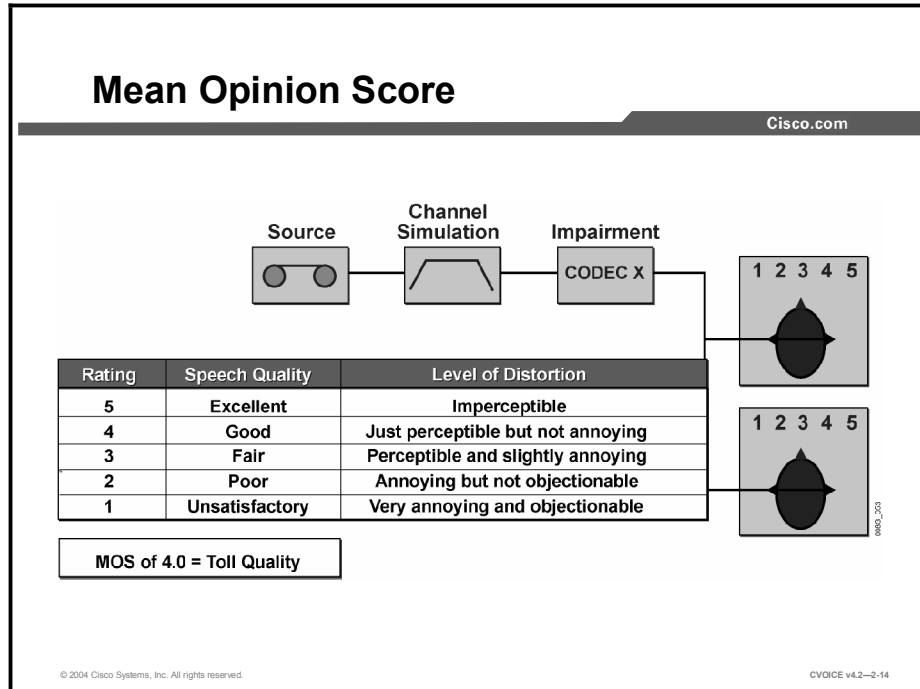 Mean Opinion Score
Cisco.com
Source
Channel
Simulation
Impairment
CODEC X
1 2 3 4 5
Rating Speech Quality Level of Distortion
5 Excellent Imperceptible
4 Good Just perceptible but not annoying
3 Fair Perceptible and slightly annoying
2 Poor Annoying but not objectionable
1 Unsatisfactory Very annoying and objectionable
1 2 3 4 5
MOS of 4.0 = Toll Quality
© 2004 Cisco Systems, Inc. All rights reserved.
CVOICE v4.2—2-14